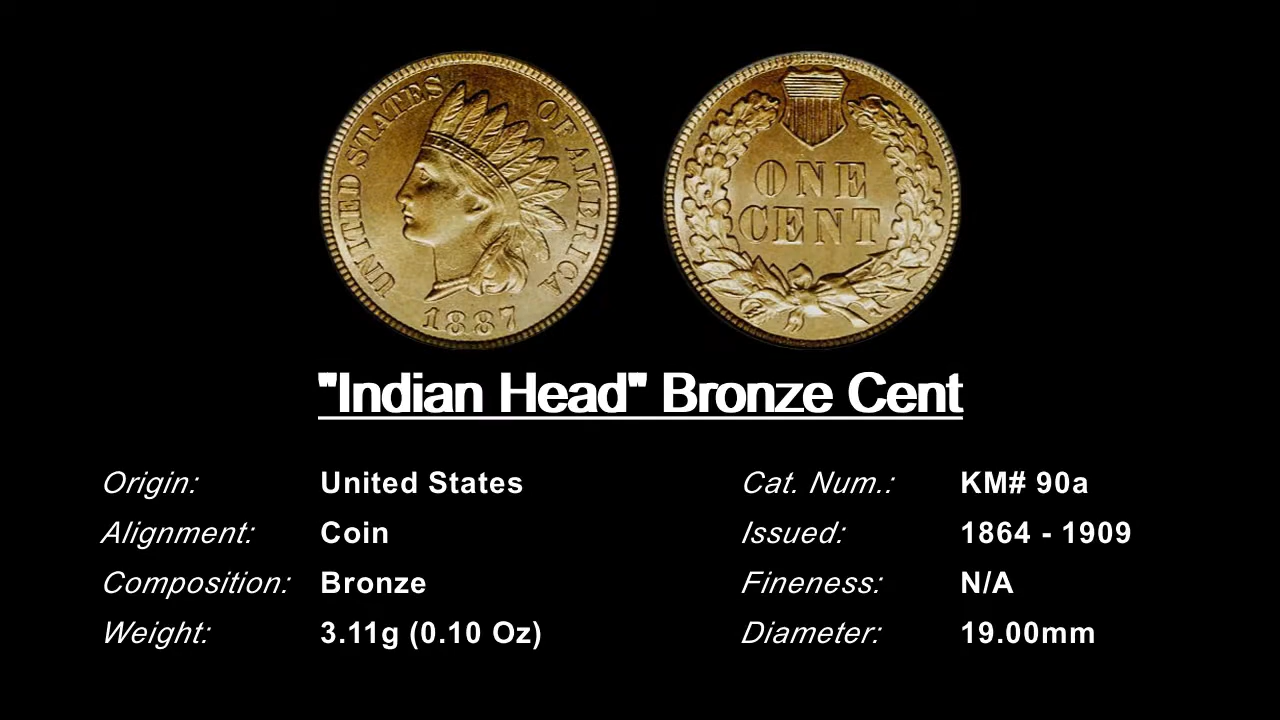 UNITED STATES OF AMERICA
LIBERTY
1887
ONE
CENT
"Indian Head" Bronze Cent
Origin: United States
Alignment: Coin
Composition: Bronze
Weight: 3.11g (0.10 Oz)
Cat. Num.: KM# 90a
Issued: 1864 - 1909
Fineness: N/A
Diameter: 19.00mm